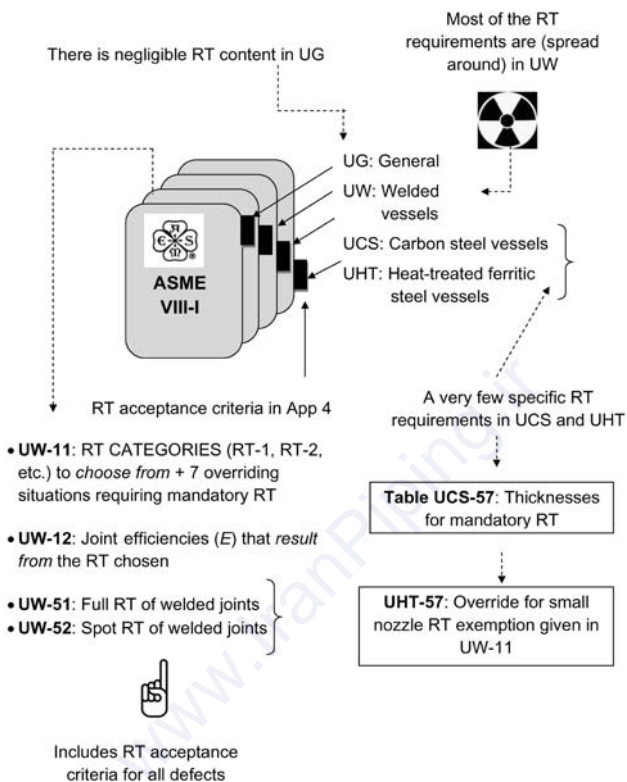 There is negligible RT content in UG
Most of the RT
requirements are (spread
around) in UW
UG: General
UW: Welded
vessels
UCS: Carbon steel vessels
UHT: Heat-treated ferritic
steel vessels
A S M E
ASME
VIII-I
RT acceptance criteria in App 4
A very few specific RT
requirements in UCS and UHT
• UW-11: RT CATEGORIES (RT-1, RT-2,
etc.) to choose from + 7 overriding
situations requiring mandatory RT
• UW-12: Joint efficiencies (E) that result
from the RT chosen
• UW-51: Full RT of welded joints
• UW-52: Spot RT of welded joints
Includes RT acceptance
criteria for all defects
Table UCS-57: Thicknesses
for mandatory RT
UHT-57: Override for small
nozzle RT exemption given in
UW-11
www.IranPiping.ir